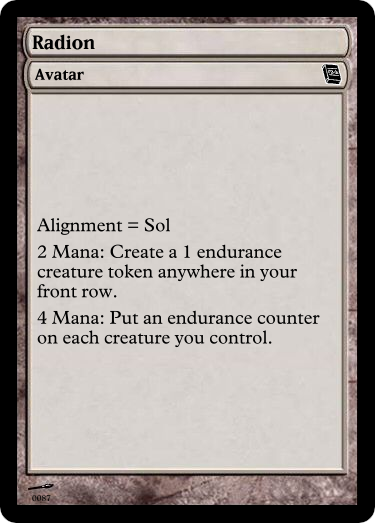 Radion
Avatar
Alignment = Sol
2 Mana: Create a 1 endurance
creature token anywhere in your
front row.
4 Mana: Put an endurance counter
on each creature you control.
0087